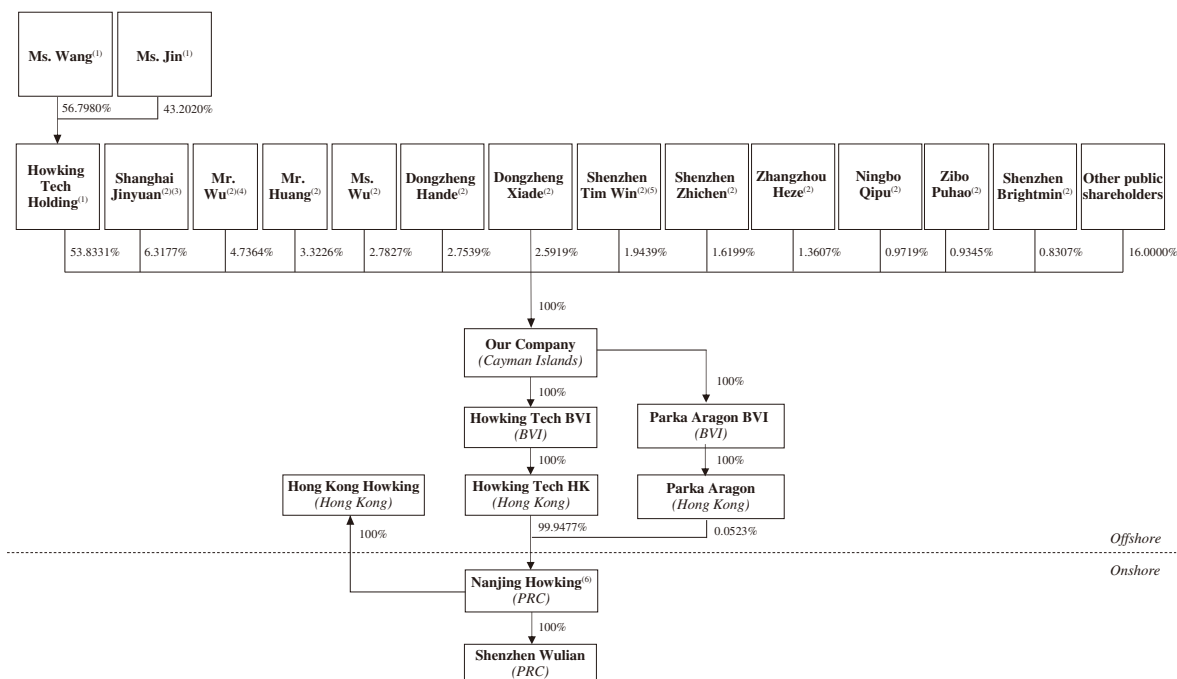 Ms. Wang(1)
Ms. Jin(1)
56.7980%
43.2020%
Howking
Tech
Holding(1)
Shanghai
Jinyuan(2)(3)
Mr.
Wu(2)(4)
Mr.
Huang(2)
Ms.
Wu(2)
Dongzheng
Hande(2)
Dongzheng
Xiade(2)
Shenzhen
Tim Win(2)(5)
Shenzhen
Zhichen(2)
Zhangzhou
Heze(2)
Ningbo
Qipu(2)
Zibo
Puhao(2)
Shenzhen
Brightmin(2)
Other public
shareholders
53.8331%
6.3177%
4.7364%
3.3226%
2.7827%
2.7539%
2.5919%
1.9439%
1.6199%
1.3607%
0.9719%
0.9345%
0.8307%
16.0000%
100%
Our Company
(Cayman Islands)
100%
100%
Howking Tech BVI
(BVI)
Parka Aragon BVI
(BVI)
100%
100%
Hong Kong Howking
(Hong Kong)
Howking Tech HK
(Hong Kong)
Parka Aragon
(Hong Kong)
100%
99.9477%
0.0523%
Offshore
Onshore
Nanjing Howking(6)
(PRC)
100%
Shenzhen Wulian
(PRC)